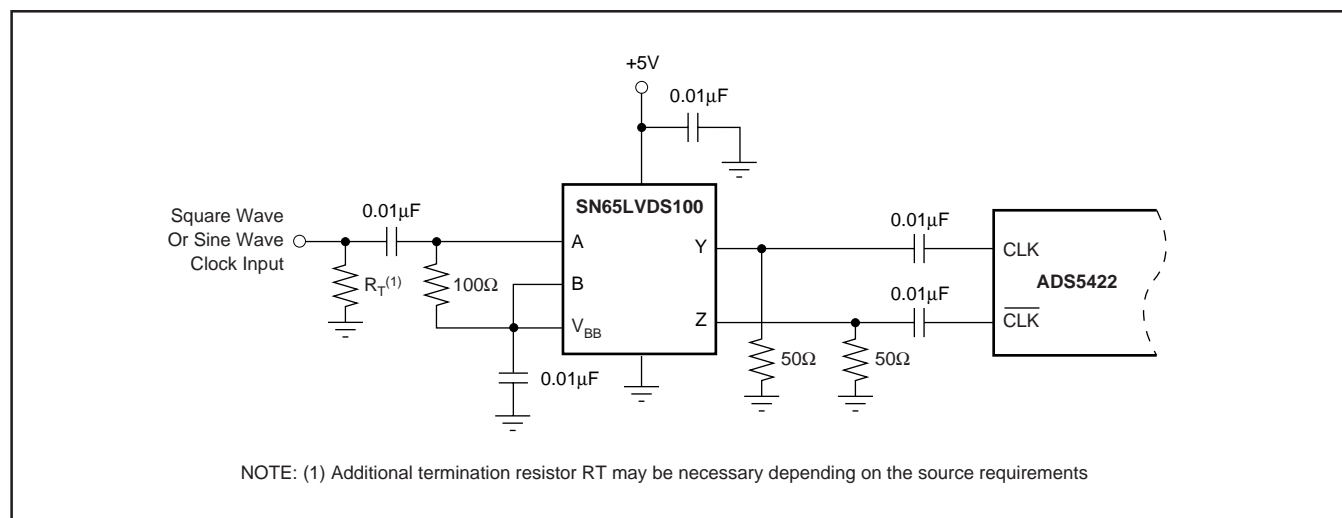 +5V
0.01µF
SN65LVDS100
Square Wave
Or Sine Wave
Clock Input
0.01µF
R_T(1)
100Ω
A
B
V_BB
0.01µF
Y
Z
50Ω
50Ω
0.01µF
0.01µF
CLK
ADS5422
C̅L̅K̅
NOTE: (1) Additional termination resistor RT may be necessary depending on the source requirements